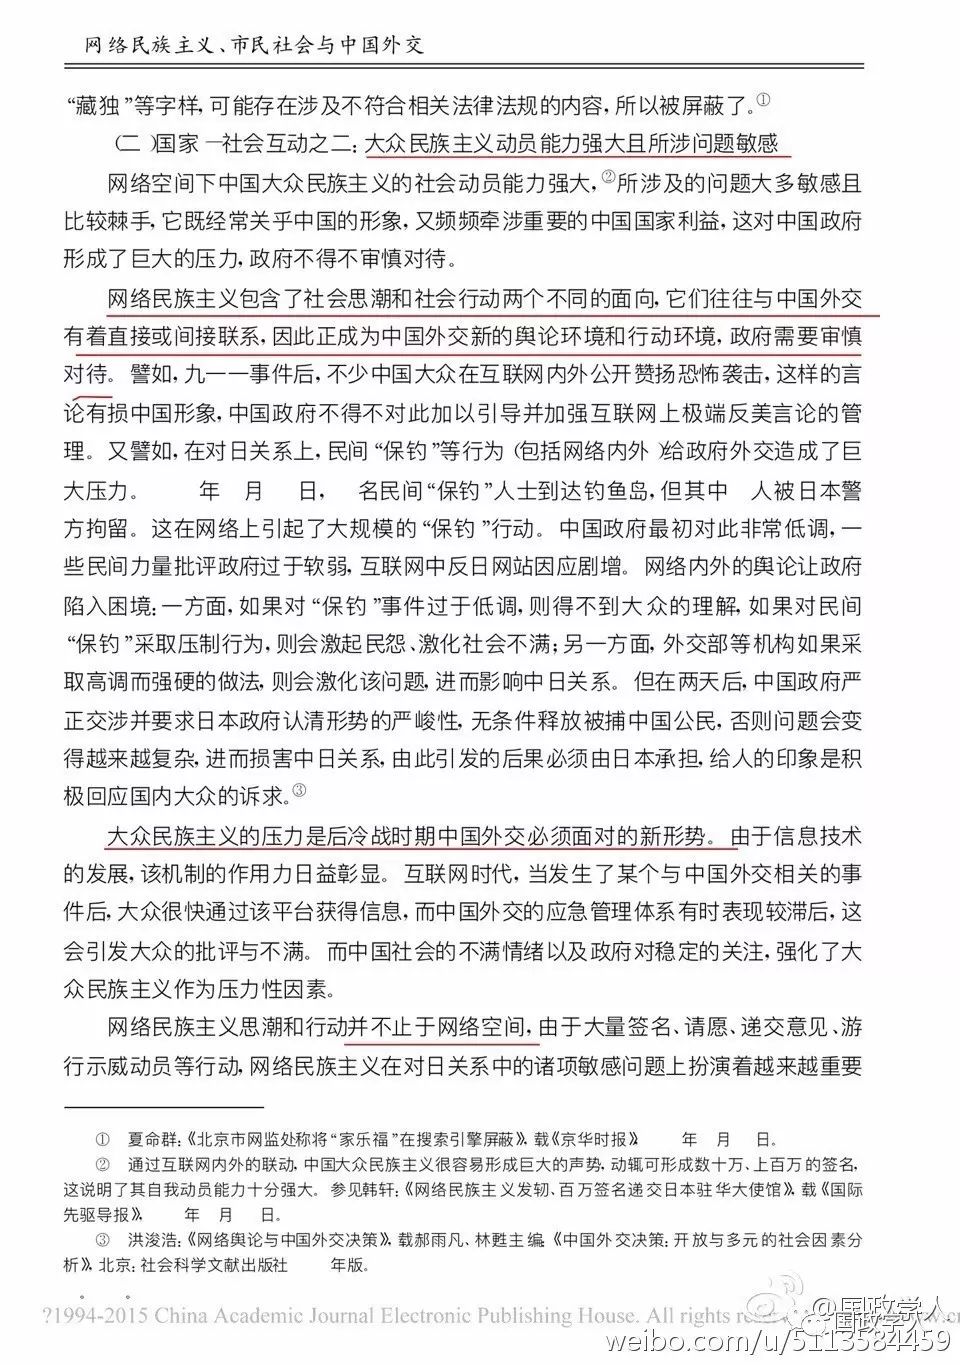 网络民族主义、市民社会与中国外交
“藏独”等字样,可能存在涉及不符合相关法律法规的内容,所以被屏蔽了。①
(二)国家—社会互动之二:大众民族主义动员能力强大且所涉问题敏感
网络空间下中国大众民族主义的社会动员能力强大,②所涉及的问题大多敏感且
比较棘手,它既经常关乎中国的形象,又频频牵涉重要的中国国家利益,这对中国政府
形成了巨大的压力,政府不得不审慎对待。
网络民族主义包含了社会思潮和社会行动两个不同的面向,它们往往与中国外交
有着直接或间接联系,因此正成为中国外交新的舆论环境和行动环境,政府需要审慎
对待。譬如,九一一事件后,不少中国大众在互联网内外公开赞扬恐怖袭击,这样的言
论有损中国形象,中国政府不得不对此加以引导并加强互联网上极端反美言论的管
理。又譬如,在对日关系上,民间“保钓”等行为(包括网络内外)给政府外交造成了巨
大压力。 年 月 日, 名民间“保钓”人士到达钓鱼岛,但其中 人被日本警
方拘留。这在网络上引起了大规模的“保钓”行动。中国政府最初对此非常低调,一
些民间力量批评政府过于软弱,互联网中反日网站因应剧增。网络内外的舆论让政府
陷入困境:一方面,如果对“保钓”事件过于低调,则得不到大众的理解,如果对民间
“保钓”采取压制行为,则会激起民怨、激化社会不满;另一方面,外交部等机构如果采
取高调而强硬的做法,则会激化该问题,进而影响中日关系。但在两天后,中国政府严
正交涉并要求日本政府认清形势的严峻性,无条件释放被捕中国公民,否则问题会变
得越来越复杂,进而损害中日关系,由此引发的后果必须由日本承担,给人的印象是积
极回应国内大众的诉求。③
大众民族主义的压力是后冷战时期中国外交必须面对的新形势。由于信息技术
的发展,该机制的作用力日益彰显。互联网时代,当发生了某个与中国外交相关的事
件后,大众很快通过该平台获得信息,而中国外交的应急管理体系有时表现较滞后,这
会引发大众的批评与不满。而中国社会的不满情绪以及政府对稳定的关注,强化了大
众民族主义作为压力性因素。
网络民族主义思潮和行动并不止于网络空间,由于大量签名、请愿、递交意见、游
行示威动员等行动,网络民族主义在对日关系中的诸项敏感问题上扮演着越来越重要
① 夏命群:《北京市网监处称将“家乐福”在搜索引擎屏蔽》,载《京华时报》, 年 月 日。
② 通过互联网内外的联动,中国大众民族主义很容易形成巨大的声势,动辄可形成数十万、上百万的签名,
这说明了其自我动员能力十分强大。参见韩轩:《网络民族主义发轫、百万签名递交日本驻华大使馆》,载《国际
先驱导报》, 年 月 日。
③ 洪浚浩:《网络舆论与中国外交决策》,载郝雨凡、林甦主编:《中国外交决策:开放与多元的社会因素分
析》,北京:社会科学文献出版社 年版。
?1994-2015 China Academic Journal Electronic Publishing House. All rights res
@国政学人
国政学人
weibo.com/u/5113584459